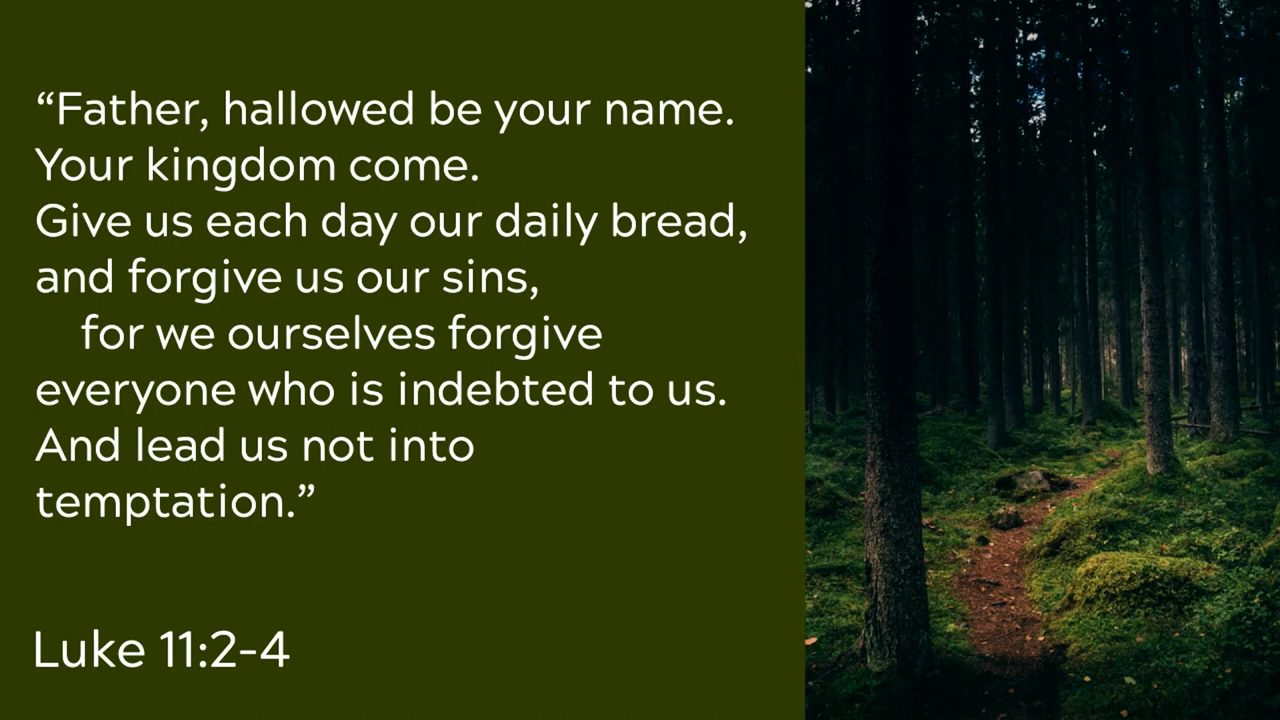 “Father, hallowed be your name.
Your kingdom come.
Give us each day our daily bread,
and forgive us our sins,
for we ourselves forgive
everyone who is indebted to us.
And lead us not into
temptation.”
Luke 11:2-4